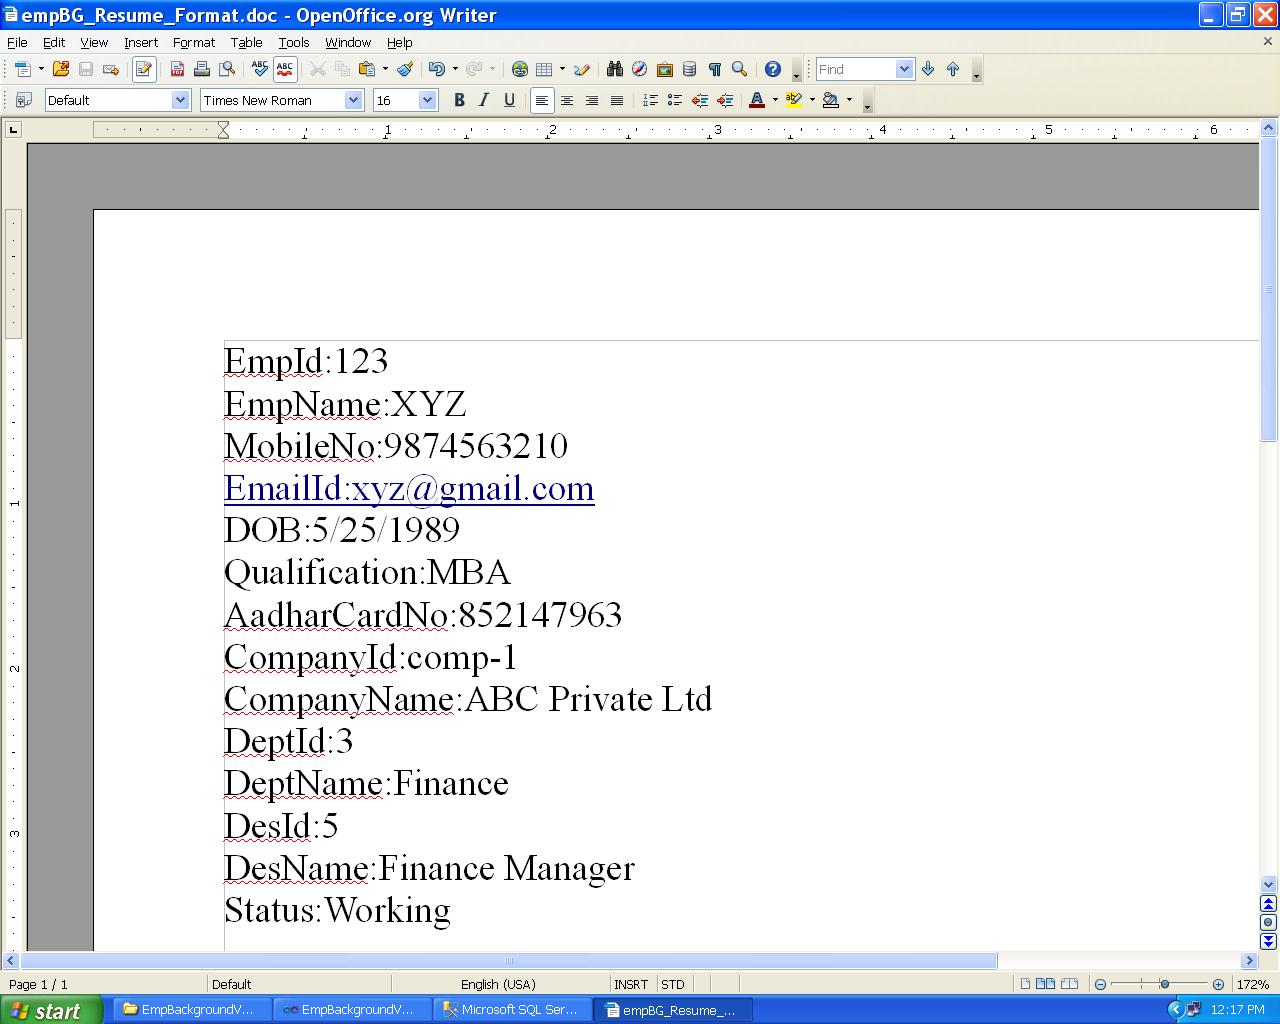 empBG_Resume_Format.doc - OpenOffice.org Writer
File Edit View Insert Format Table Tools Window Help
Find
Default Times New Roman 16
1 2 3 4 5 6
EmpId:123
EmpName:XYZ
MobileNo:9874563210
EmailId:xyz@gmail.com
DOB:5/25/1989
Qualification:MBA
AadharCardNo:852147963
CompanyId:comp-1
CompanyName:ABC Private Ltd
DeptId:3
DeptName:Finance
DesId:5
DesName:Finance Manager
Status:Working
1
2
3
Page 1 / 1 Default English (USA) INSRT STD 172%
start EmpBackgroundV... EmpBackgroundV... Microsoft SQL Ser... empBG_Resume_... 12:17 PM